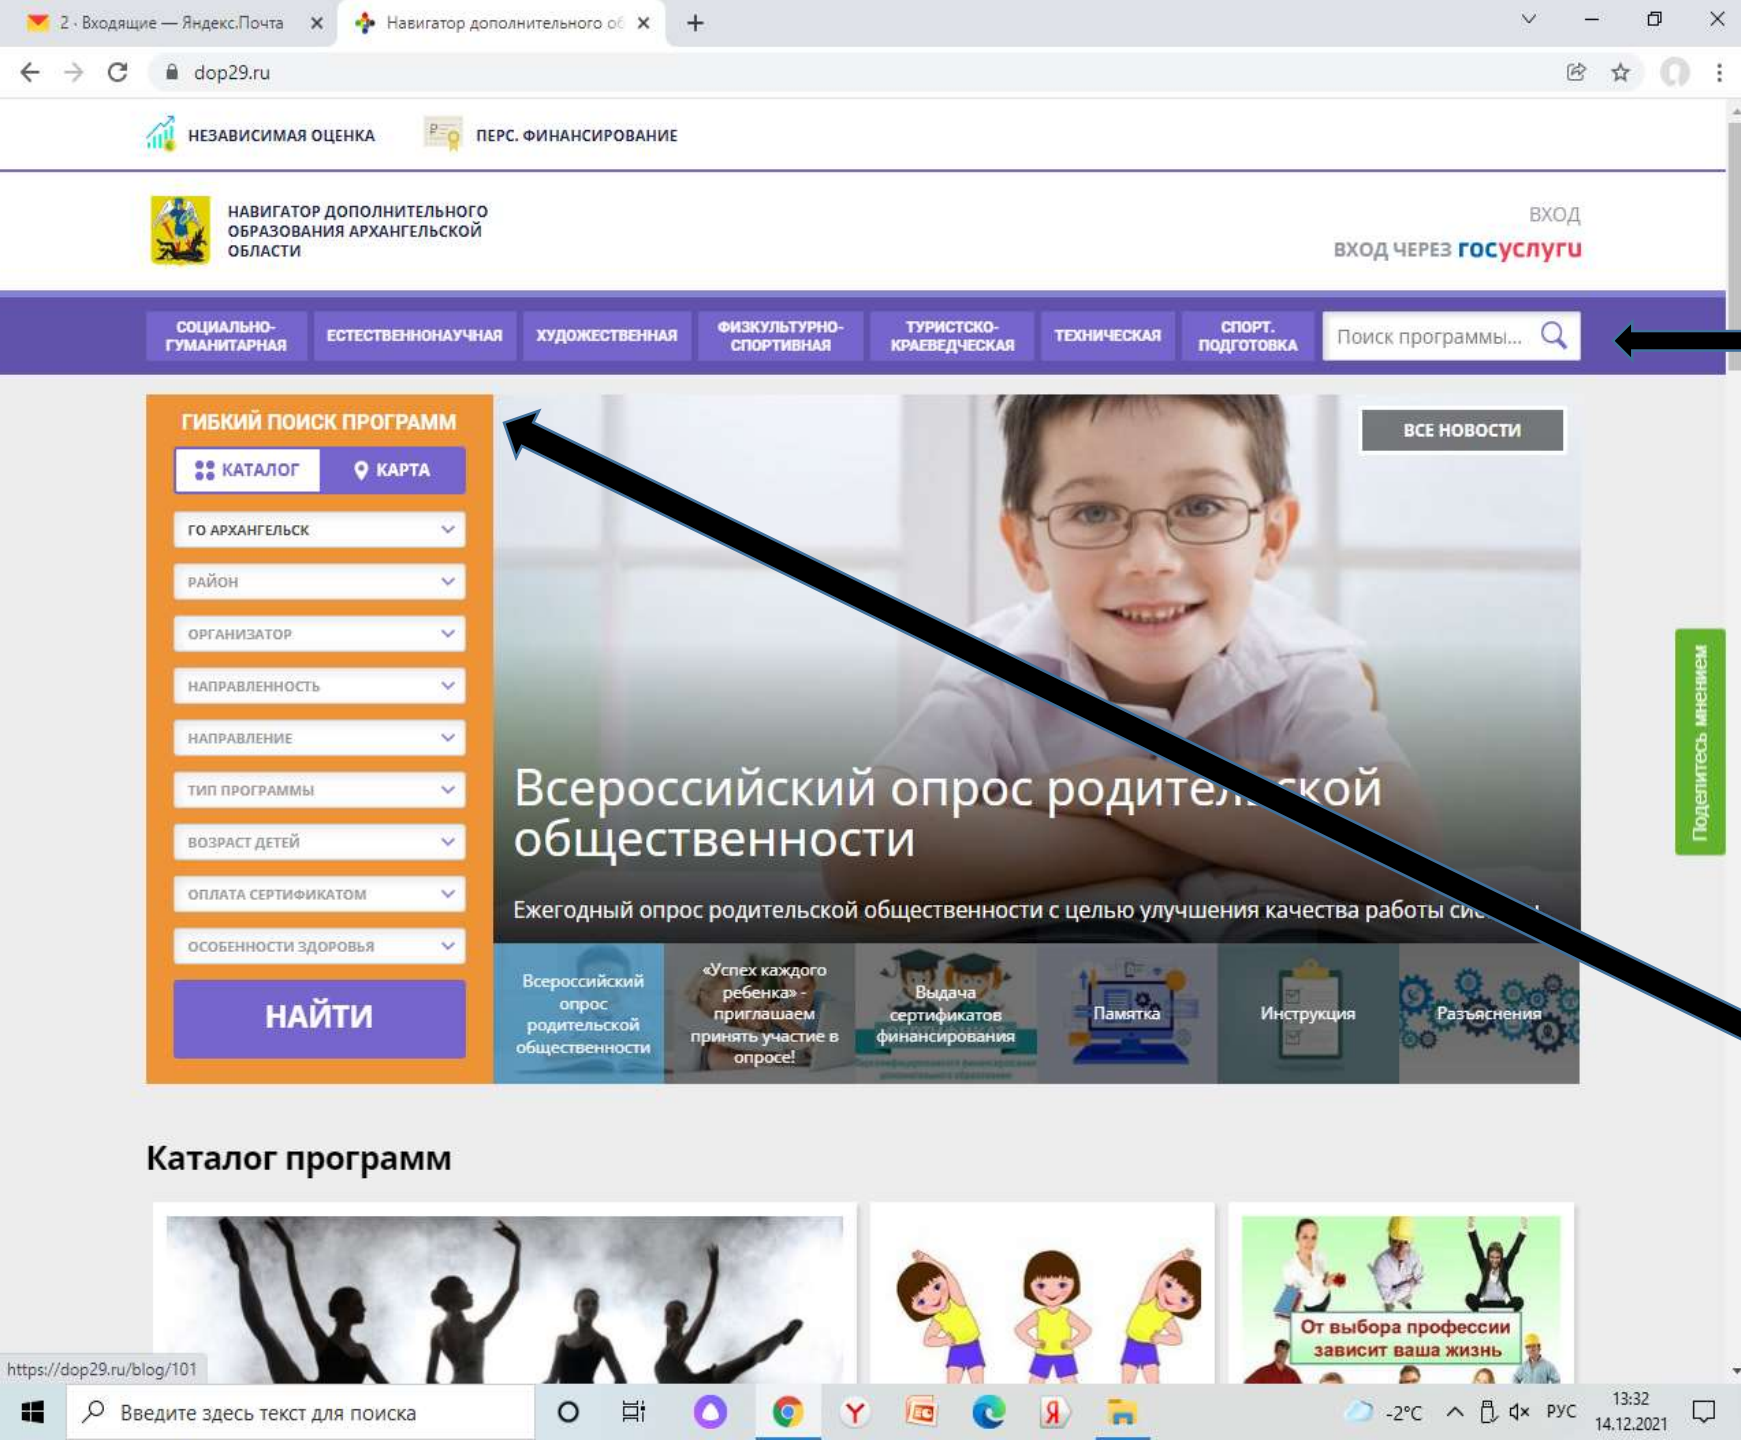 2 · Входящие — Яндекс.Почта
Навигатор дополнительного об
dop29.ru
НЕЗАВИСИМАЯ ОЦЕНКА
ПЕРС. ФИНАНСИРОВАНИЕ
НАВИГАТОР ДОПОЛНИТЕЛЬНОГО
ОБРАЗОВАНИЯ АРХАНГЕЛЬСКОЙ
ОБЛАСТИ
ВХОД
ВХОД ЧЕРЕЗ госуслуги
СОЦИАЛЬНО-
ГУМАНИТАРНАЯ
ЕСТЕСТВЕННОНАУЧНАЯ
ХУДОЖЕСТВЕННАЯ
ФИЗКУЛЬТУРНО-
СПОРТИВНАЯ
ТУРИСТСКО-
КРАЕВЕДЧЕСКАЯ
ТЕХНИЧЕСКАЯ
СПОРТ.
ПОДГОТОВКА
Поиск программы...
ГИБКИЙ ПОИСК ПРОГРАММ
КАТАЛОГ
КАРТА
ГО АРХАНГЕЛЬСК
РАЙОН
ОРГАНИЗАТОР
НАПРАВЛЕННОСТЬ
НАПРАВЛЕНИЕ
ТИП ПРОГРАММЫ
ВОЗРАСТ ДЕТЕЙ
ОПЛАТА СЕРТИФИКАТОМ
ОСОБЕННОСТИ ЗДОРОВЬЯ
НАЙТИ
ВСЕ НОВОСТИ
Всероссийский опрос родительской
общественности
Ежегодный опрос родительской общественности с целью улучшения качества работы
Всероссийский
опрос
родительской
общественности
«Успех каждого
ребенка» -
приглашаем
принять участие в
опросе!
Выдача
сертификатов
финансирования
Памятка
Инструкция
Разъяснения
Поделитесь мнением
Каталог программ
От выбора профессии
зависит ваша жизнь
https://dop29.ru/blog/101
Введите здесь текст для поиска
-2°C
РУС
13:32
14.12.2021